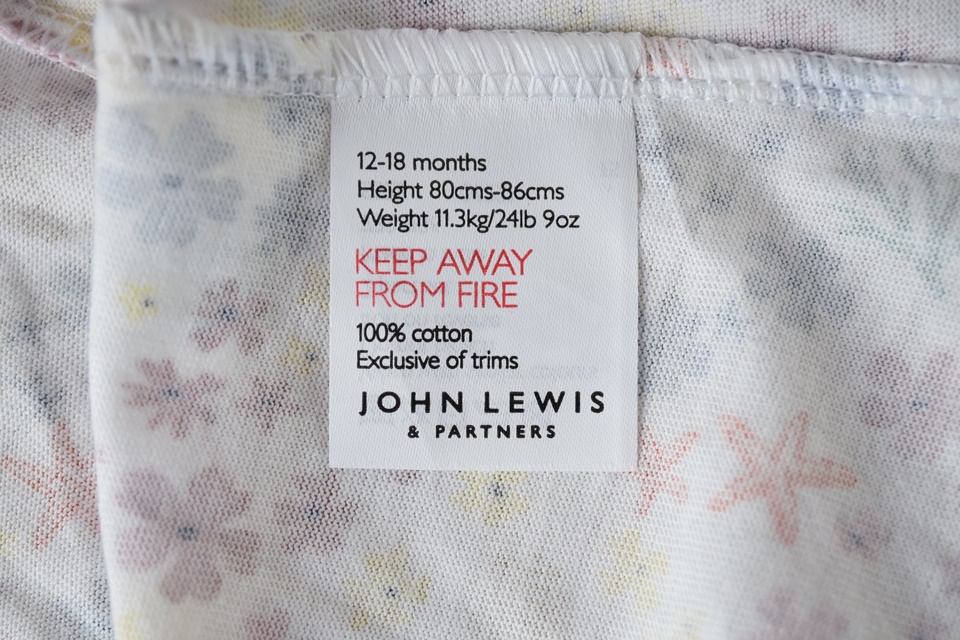 12-18 months
Height 80cms-86cms
Weight 11.3kg/24lb 9oz
KEEP AWAY
FROM FIRE
100% cotton
Exclusive of trims
JOHN LEWIS
& PARTNERS